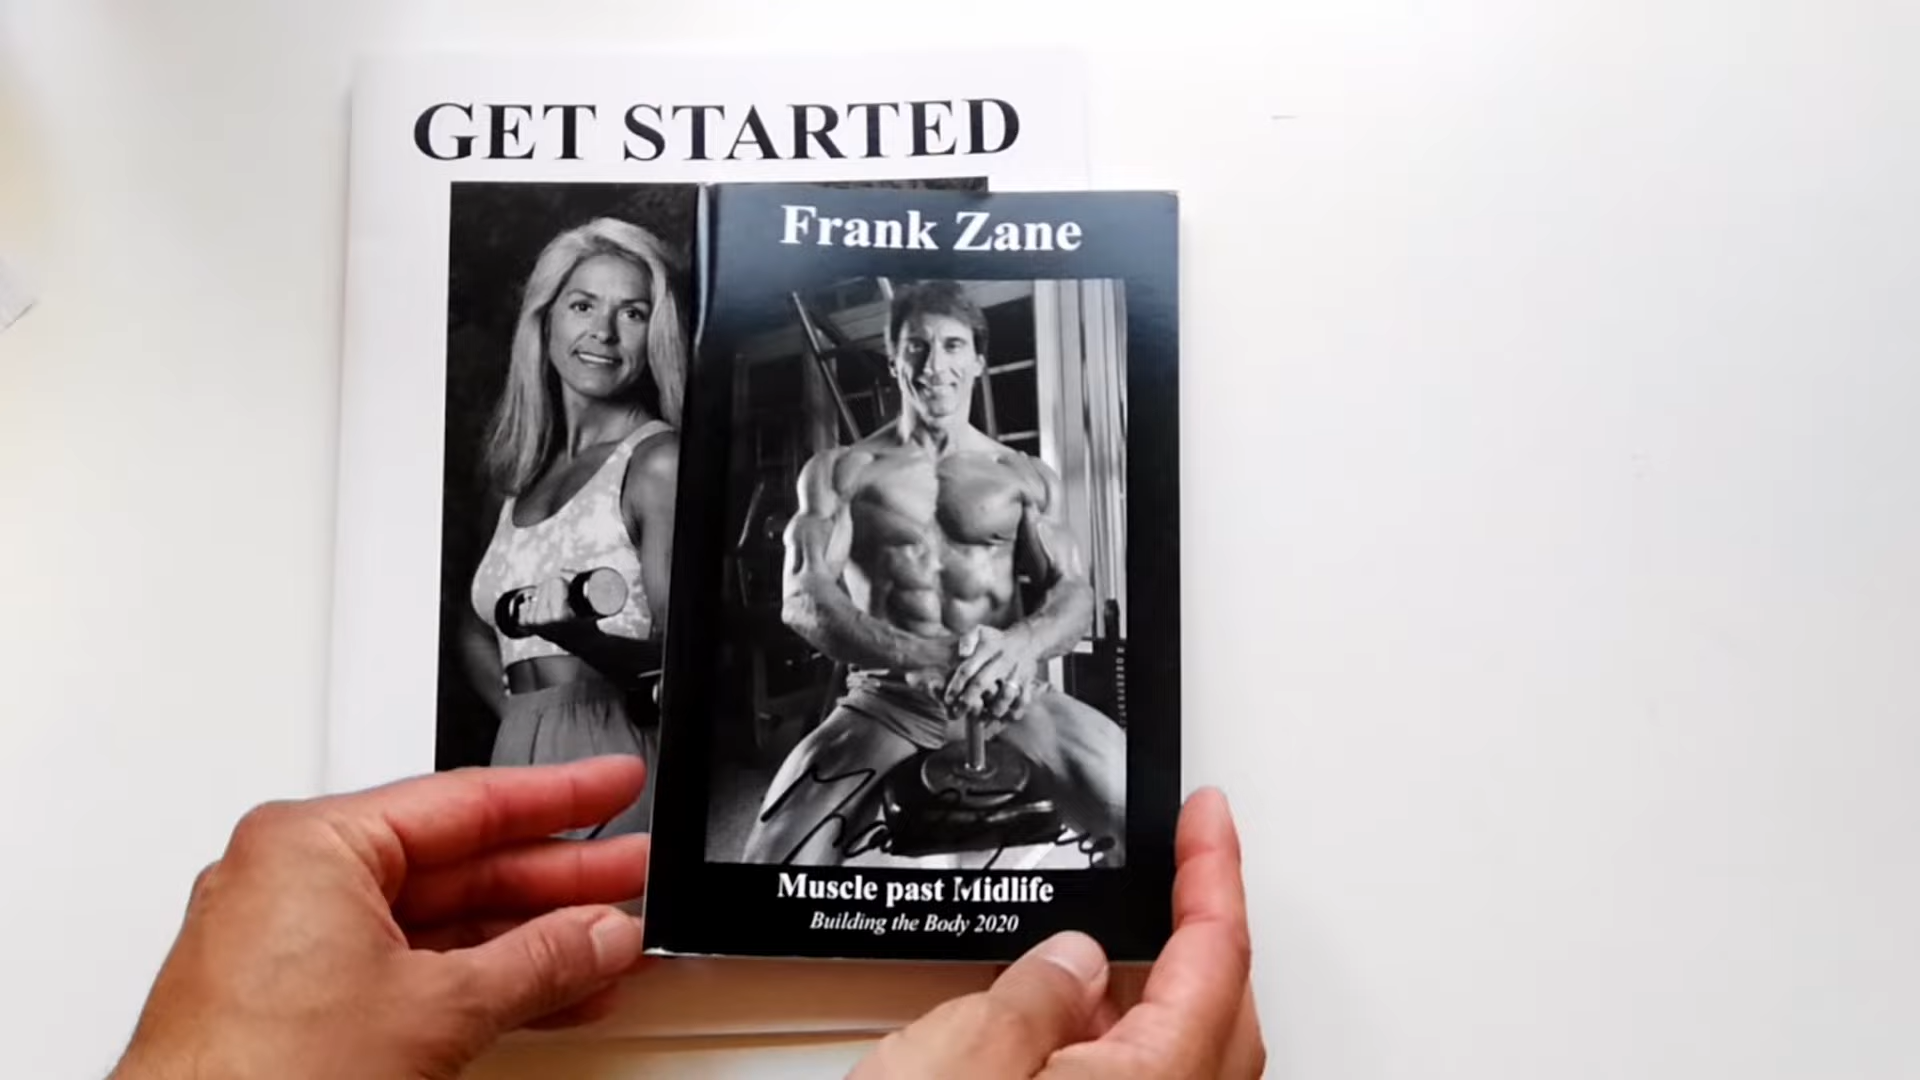 GET STARTED
Frank Zane
Muscle past Midlife
Building the Body 2020